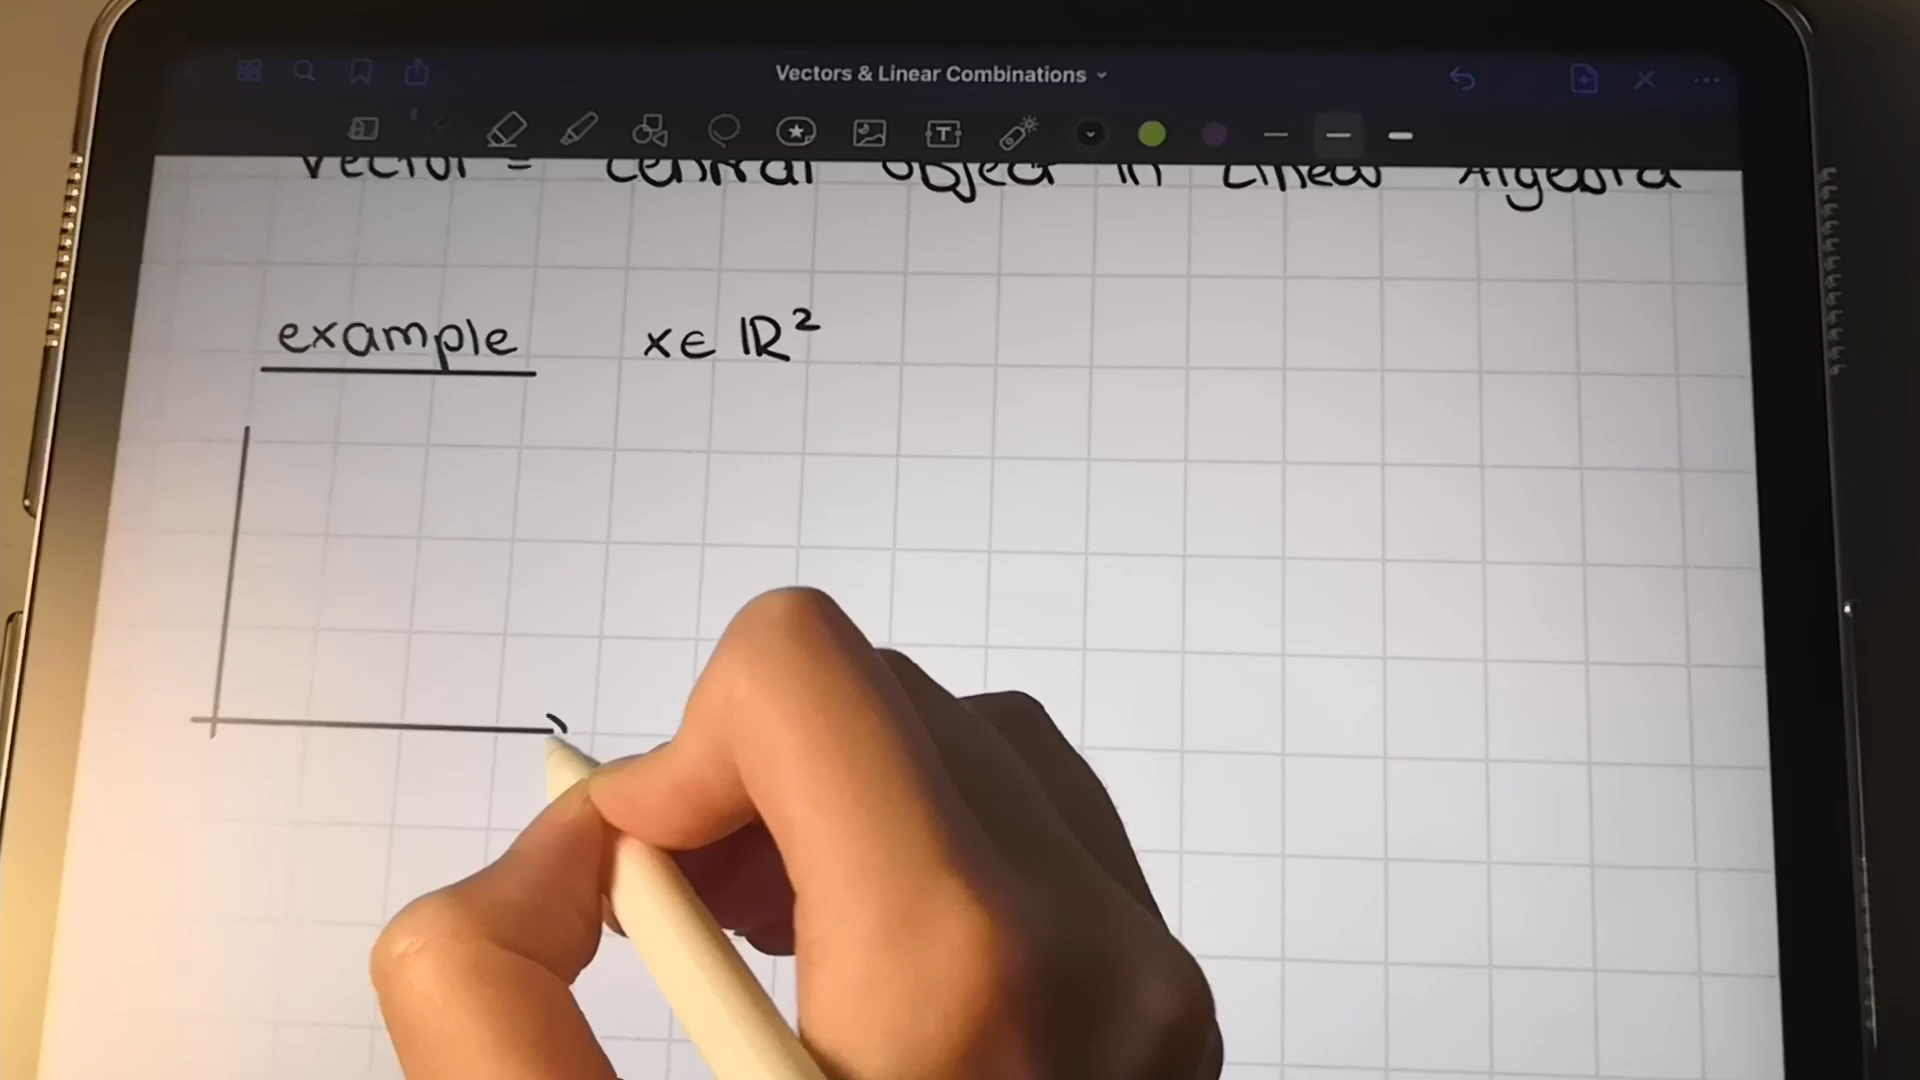 Vectors & Linear Combinations
T
Vector = Central Object in Linear Algebra
example x ∈ ℝ²